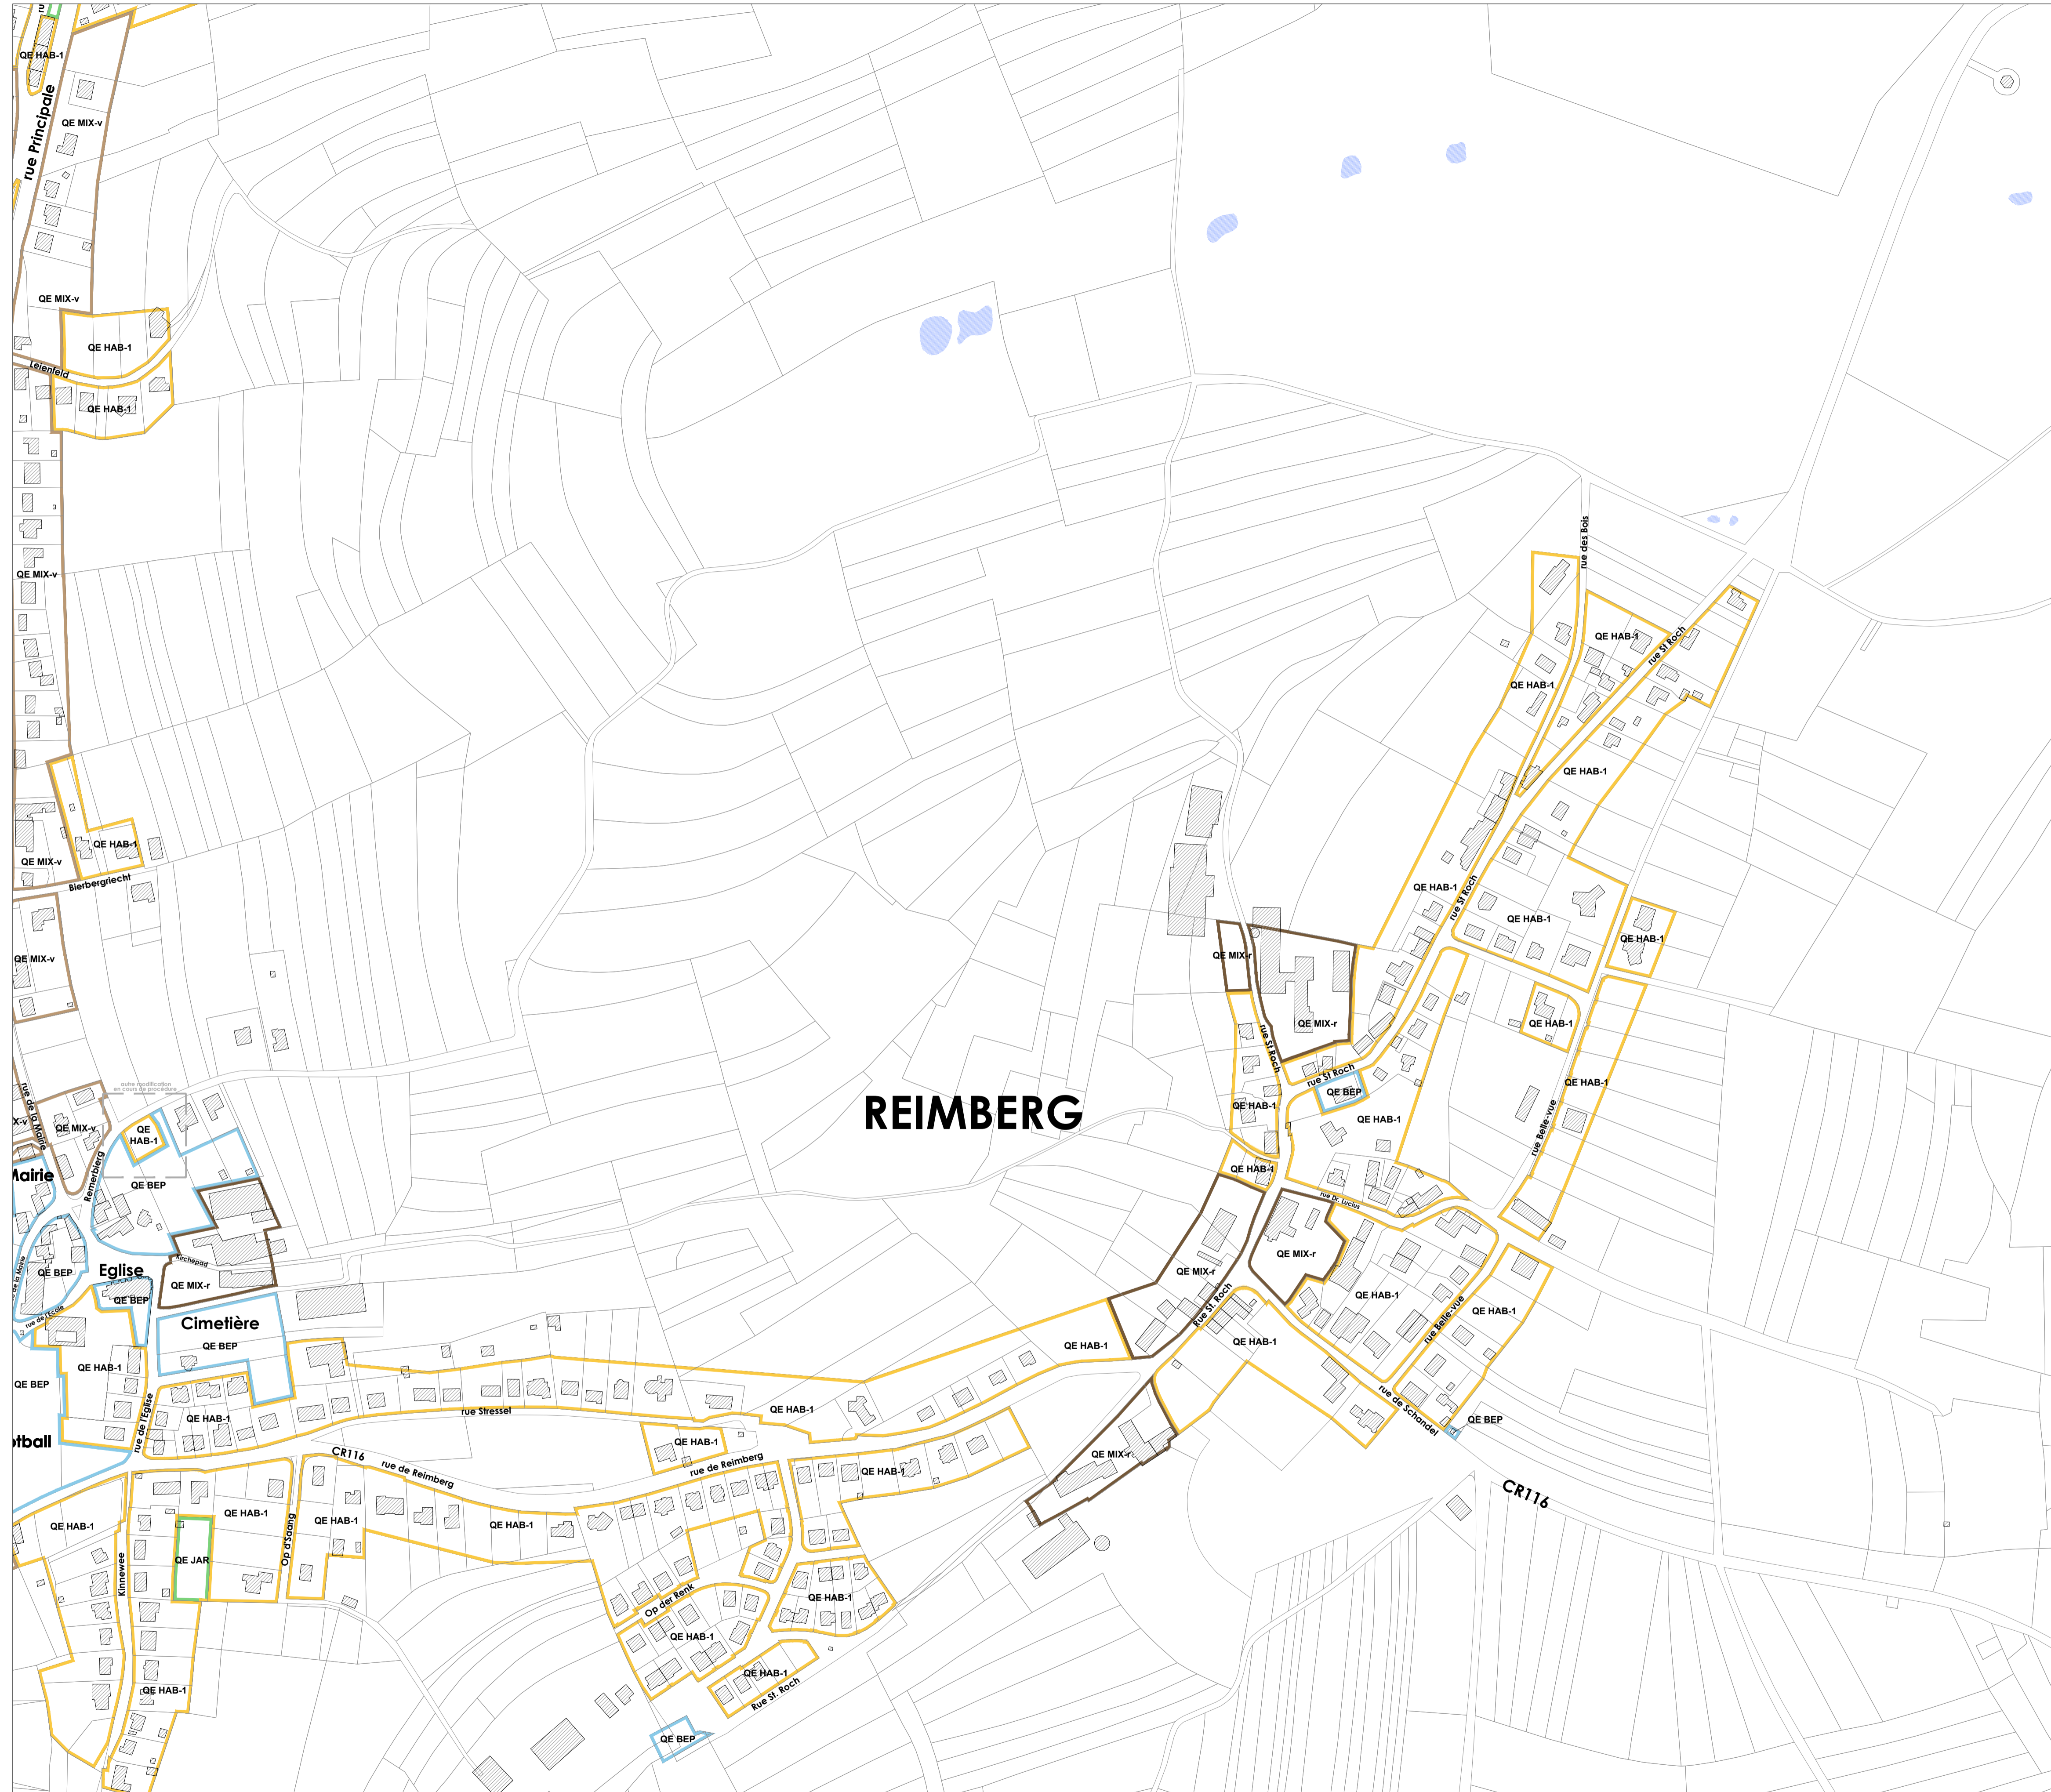 QE HAB-1
rue Principale
QE MIX-v
QE MIX-v
QE HAB-1
Leienfeld
QE HAB-1
QE MIX-v
rue des Bois
QE HAB-1
rue St Roch
QE HAB-1
QE HAB-1
QE HAB-1
QE MIX-v
Bierbergriecht
QE HAB-1
rue St Roch
QE HAB-1
QE HAB-1
QE MIX-v
QE MIX-r
QE MIX-r
QE HAB-1
rue St Roch
rue St Roch
QE BEP
QE HAB-1
QE HAB-1
QE HAB-1
rue Belle-vue
REIMBERG
autre modification
en cours de procédure
rue de la Mairie
QE MIX-v
QE
HAB-1
Remerbierg
Mairie
QE BEP
QE HAB-1
rue Dr. Lucius
QE MIX-r
QE MIX-r
Rue St. Roch
QE HAB-1
QE HAB-1
rue Belle-vue
QE HAB-1
QE HAB-1
Kirchepad
QE MIX-r
Eglise
QE BEP
QE BEP
rue de l'Ecole
Cimetière
QE BEP
QE HAB-1
QE BEP
rue de l'Eglise
QE HAB-1
rue Stressel
QE HAB-1
rue de Schandel
QE BEP
QE HAB-1
rue de Reimberg
CR116
rue de Reimberg
QE HAB-1
QE MIX-r
CR116
QE HAB-1
QE HAB-1
Op d'Saang
QE HAB-1
QE HAB-1
QE JAR
Kinnewee
Op der Renk
QE HAB-1
QE HAB-1
QE HAB-1
Rue St. Roch
QE HAB-1
QE BEP